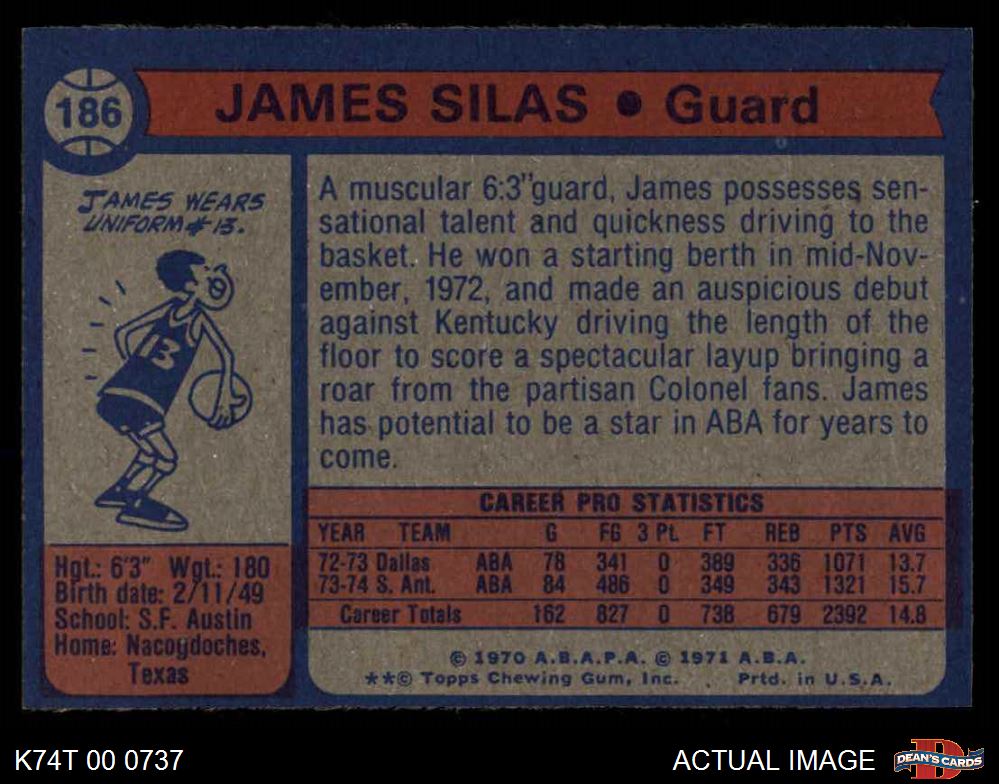 186
JAMES SILAS • Guard
JAMES WEARS
UNIFORM # 13.
13
A muscular 6:3"guard, James possesses sen-
sational talent and quickness driving to the
basket. He won a starting berth in mid-Nov-
ember, 1972, and made an auspicious debut
against Kentucky driving the length of the
floor to score a spectacular layup bringing a
roar from the partisan Colonel fans. James
has potential to be a star in ABA for years to
come.
Hgt.: 6'3" Wgt.: 180
Birth date: 2/11/49
School: S.F. Austin
Home: Nacogdoches,
Texas
CAREER PRO STATISTICS
YEAR TEAM G FG 3 Pt. FT REB PTS AVG
72-73 Dallas ABA 78 341 0 389 336 1071 13.7
73-74 S. Ant. ABA 84 486 0 349 343 1321 15.7
Career Totals 162 827 0 738 679 2392 14.8
© 1970 A.B.A.P.A. © 1971 A.B.A.
**© Topps Chewing Gum, Inc. Prtd. in U.S.A.
K74T 00 0737
ACTUAL IMAGE
D
DEAN'S CARDS